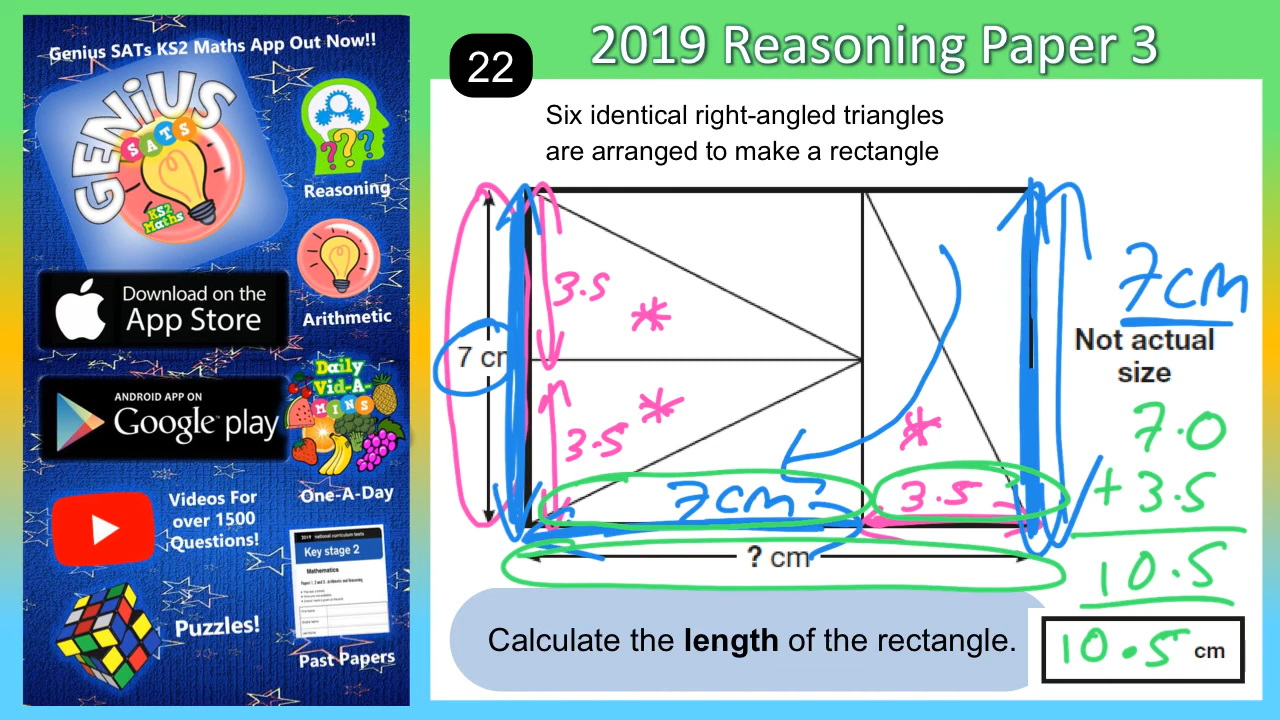 Genius SATs KS2 Maths App Out Now!!
GENiUS
SATS
KS2
Maths
Reasoning
Arithmetic
Download on the
App Store
ANDROID APP ON
Google play
Daily
Vid-A-
MINS
One-A-Day
Videos For
over 1500
Questions!
Puzzles!
Key stage 2
Mathematics
Past Papers
2019 Reasoning Paper 3
22
Six identical right-angled triangles
are arranged to make a rectangle
3.5
7 cm
3.5
7cm
3.5
? cm
7cm
Not actual
size
7.0
+ 3.5
10.5
Calculate the length of the rectangle.
10.5 cm